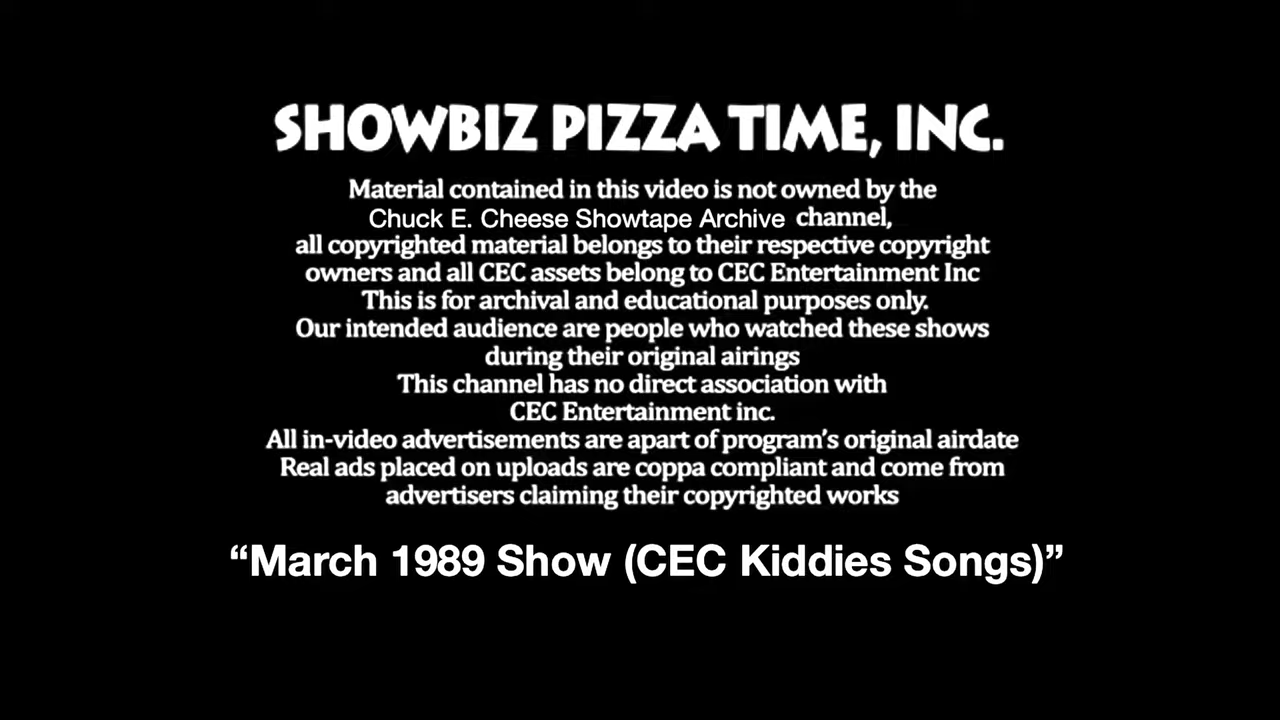 SHOWBIZ PIZZA TIME, INC.
Material contained in this video is not owned by the
Chuck E. Cheese Showtape Archive channel,
all copyrighted material belongs to their respective copyright
owners and all CEC assets belong to CEC Entertainment Inc
This is for archival and educational purposes only.
Our intended audience are people who watched these shows
during their original airings
This channel has no direct association with
CEC Entertainment inc.
All in-video advertisements are apart of program's original airdate
Real ads placed on uploads are coppa compliant and come from
advertisers claiming their copyrighted works
“March 1989 Show (CEC Kiddies Songs)”